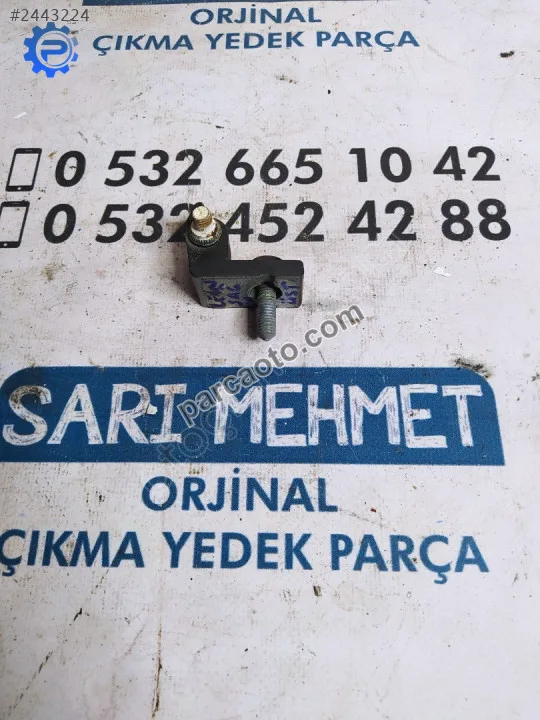 #2443224
ORJİNAL
ÇIKMA YEDEK PARÇA
0 532 665 10 42
0 532 452 42 88
SAG
parcaoto.com
SARI MEHMET
ORJİNAL
ÇIKMA YEDEK PARÇA